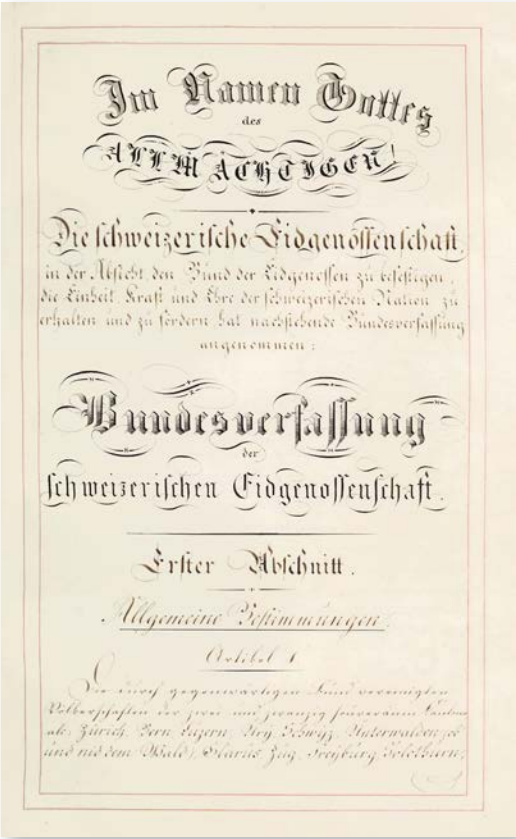 Im Namen Gottes
des
ALLMÄCHTIGEN!
Die schweizerische Eidgenossenschaft,
in der Absicht, den Bund der Eidgenossen zu befestigen,
die Einheit, Kraft und Ehre der schweizerischen Nation zu
erhalten und zu fördern hat nachstehende Bundesverfassung
angenommen:
Bundesverfassung
der
schweizerischen Eidgenossenschaft.
Erster Abschnitt.
Allgemeine Bestimmungen.
Artikel 1
Die durch gegenwärtigen Bund vereinigten
Völkerschaften der zwei und zwanzig souveränen Kantone
als: Zürich, Bern, Luzern, Ury, Schwyz, Unterwalden, ob
und nid dem Wald, Glarus, Zug, Freyburg, Solothurn,